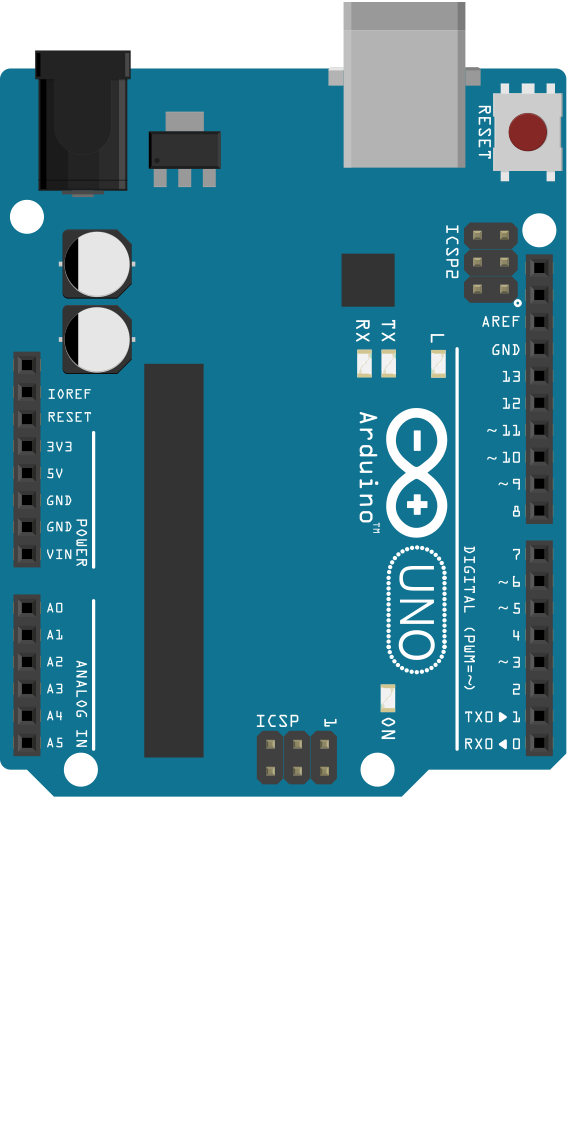 RESET
ICSP2
AREF
GND
13
12
~11
~10
~9
8
RX
TX
L
Arduino™
UNO
IOREF
RESET
3V3
5V
GND
GND
VIN
POWER
7
~6
~5
4
~3
2
TX0▶1
RX0◀0
DIGITAL (PWM=~)
A0
A1
A2
A3
A4
A5
ANALOG IN
ON
ICSP
1